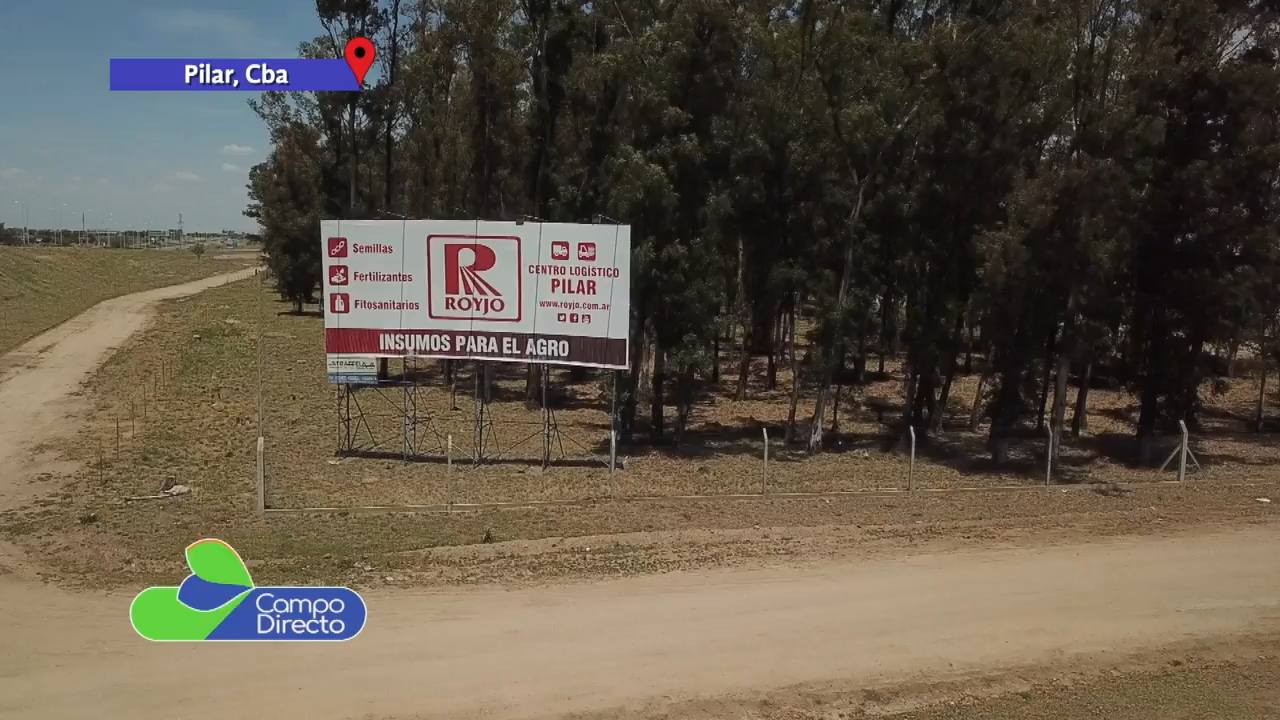 Pilar, Cba
Semillas
Fertilizantes
Fitosanitarios
R
ROYJO
CENTRO LOGÍSTICO
PILAR
www.royjo.com.ar
INSUMOS PARA EL AGRO
Campo
Directo